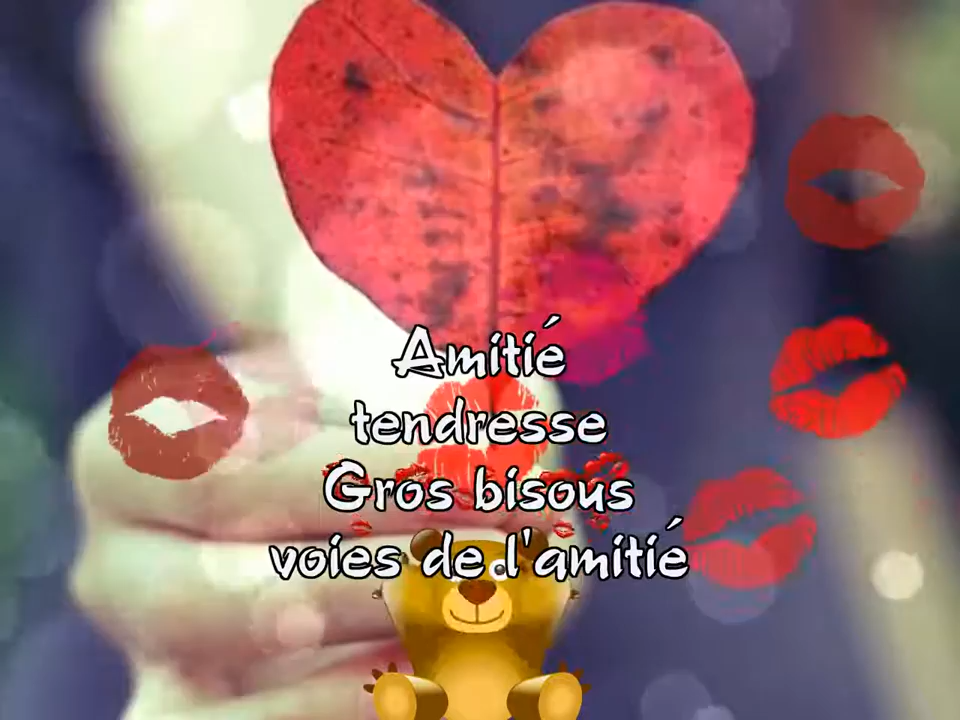 Amitié
tendresse
Gros bisous
voies de l'amitié